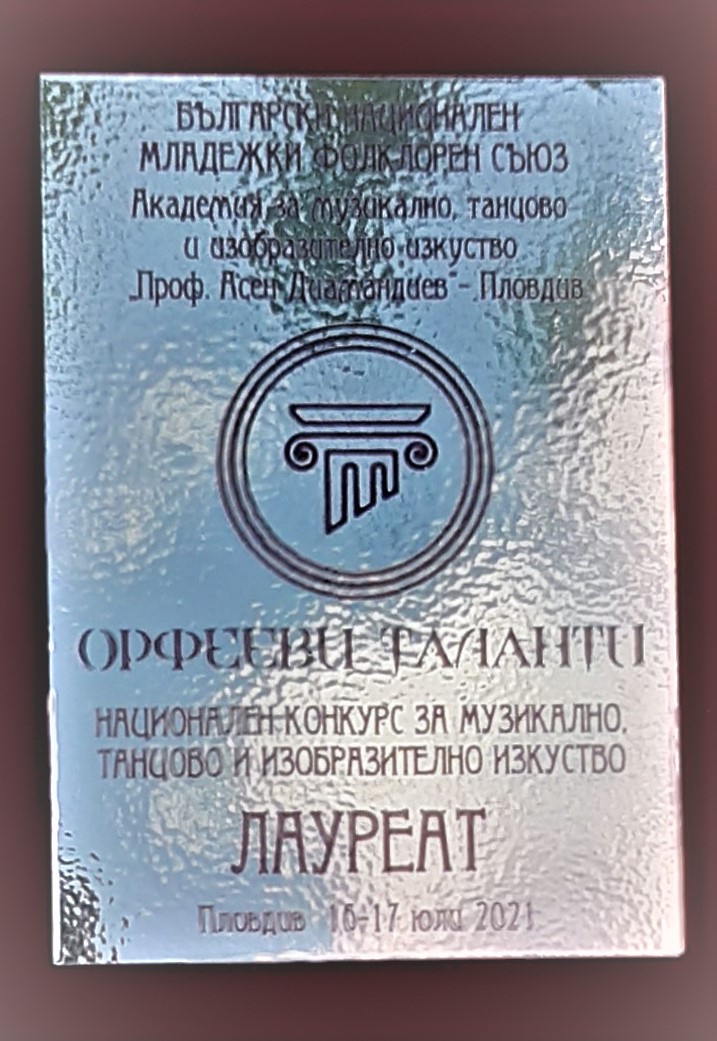 БЪЛГАРСКИ НАЦИОНАЛЕН
МЛАДЕЖКИ ФОЛКЛОРЕН СЪЮЗ
Академия за музикално, танцово
и изобразително изкуство
„Проф. Асен Диамандиев“ - Пловдив
ОРФЕЕВИ ТАЛАНТИ
НАЦИОНАЛЕН КОНКУРС ЗА МУЗИКАЛНО,
ТАНЦОВО И ИЗОБРАЗИТЕЛНО ИЗКУСТВО
ЛАУРЕАТ
Пловдив 16-17 юли 2021